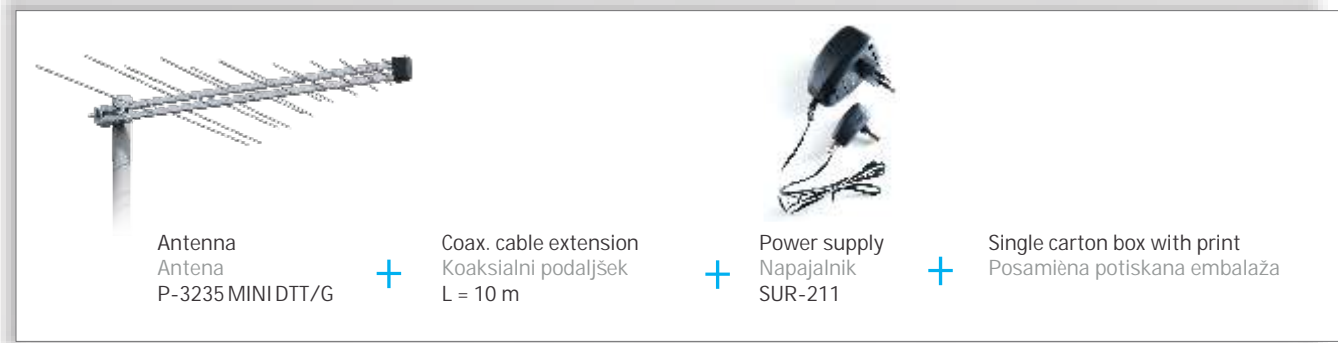 Antenna
Antena
P-3235 MINI DTT/G
+
Coax. cable extension
Koaksialni podaljšek
L = 10 m
+
Power supply
Napajalnik
SUR-211
+
Single carton box with print
Posamièna potiskana embalaža